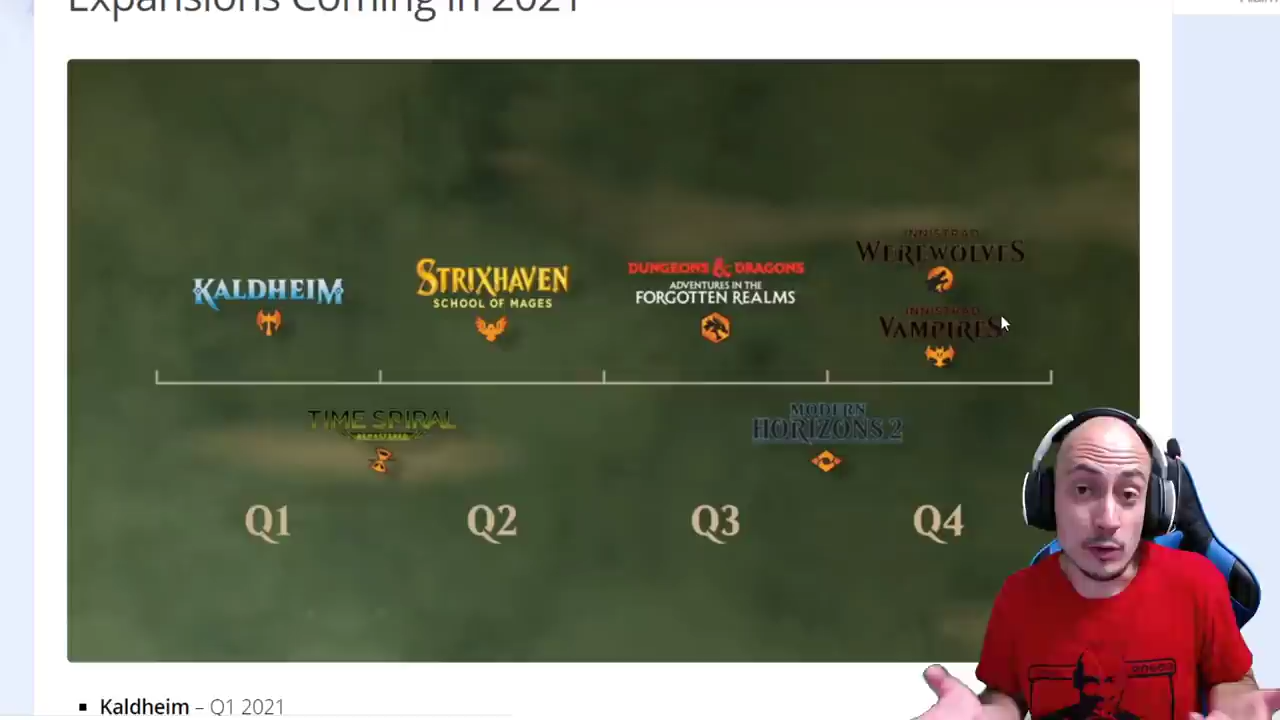 Expansions Coming in 2021
KALDHEIM
STRIXHAVEN
SCHOOL OF MAGES
DUNGEONS & DRAGONS
ADVENTURES IN THE
FORGOTTEN REALMS
INNISTRAD
WEREWOLVES
INNISTRAD
VAMPIRES
TIME SPIRAL
MODERN
HORIZONS 2
Q1
Q2
Q3
Q4
▪ Kaldheim – Q1 2021